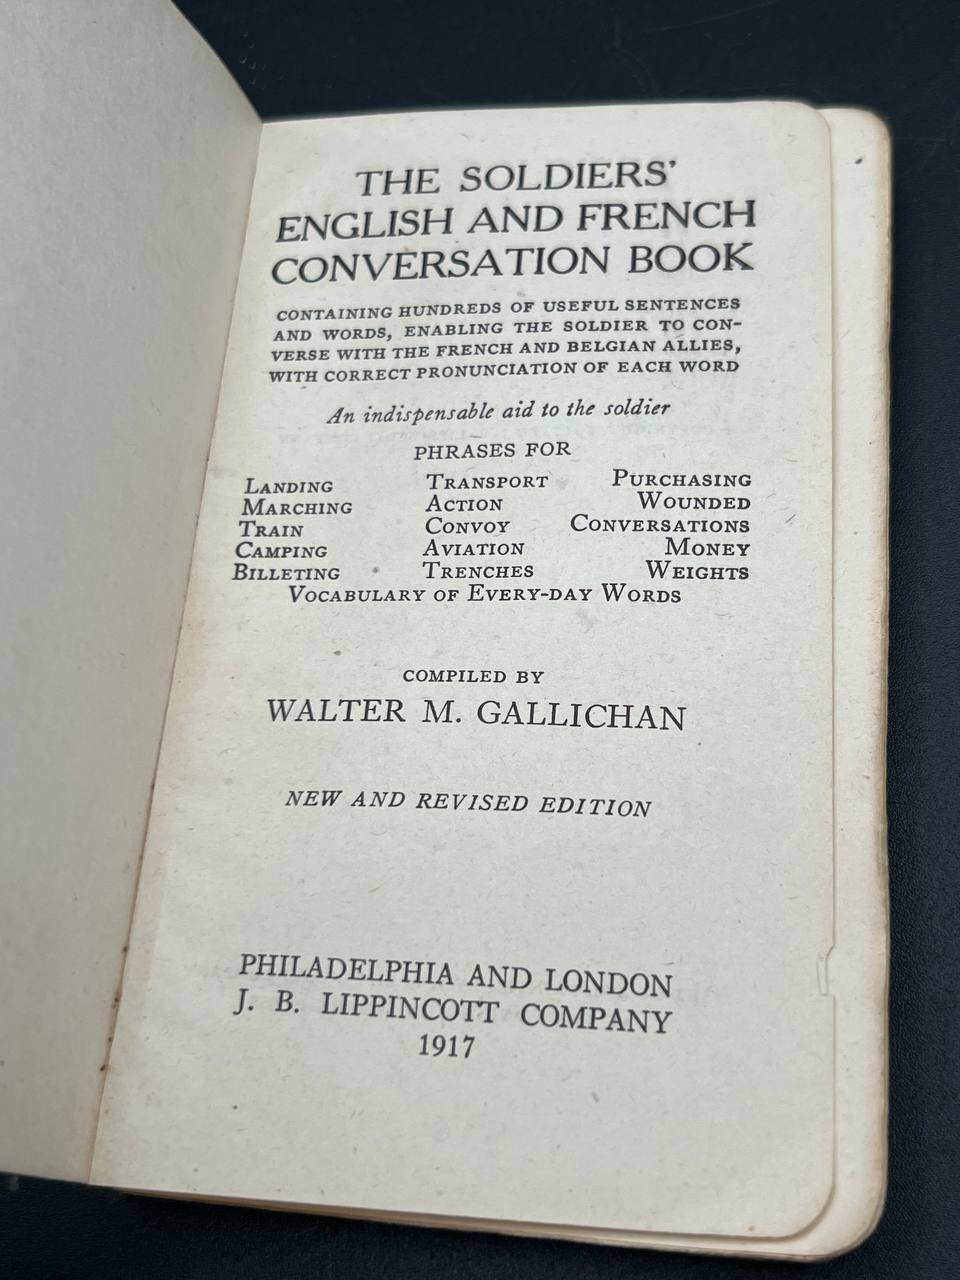 THE SOLDIERS'
ENGLISH AND FRENCH
CONVERSATION BOOK
CONTAINING HUNDREDS OF USEFUL SENTENCES
AND WORDS, ENABLING THE SOLDIER TO CON-
VERSE WITH THE FRENCH AND BELGIAN ALLIES,
WITH CORRECT PRONUNCIATION OF EACH WORD
An indispensable aid to the soldier
PHRASES FOR
LANDING TRANSPORT PURCHASING
MARCHING ACTION WOUNDED
TRAIN CONVOY CONVERSATIONS
CAMPING AVIATION MONEY
BILLETING TRENCHES WEIGHTS
VOCABULARY OF EVERY-DAY WORDS
COMPILED BY
WALTER M. GALLICHAN
NEW AND REVISED EDITION
PHILADELPHIA AND LONDON
J. B. LIPPINCOTT COMPANY
1917